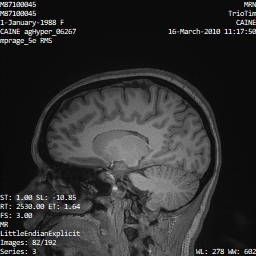 M87100045
M87100045
1-January-1988 F
CAINE agHyper_06267
mprage_5e RMS
MRN
TrioTim
CAINE
16-March-2010 11:17:50
ST: 1.00 SL: -10.85
RT: 2530.00 ET: 1.64
FS: 3.00
MR
LittleEndianExplicit
Images: 82/192
Series: 3
WL: 278 WW: 602